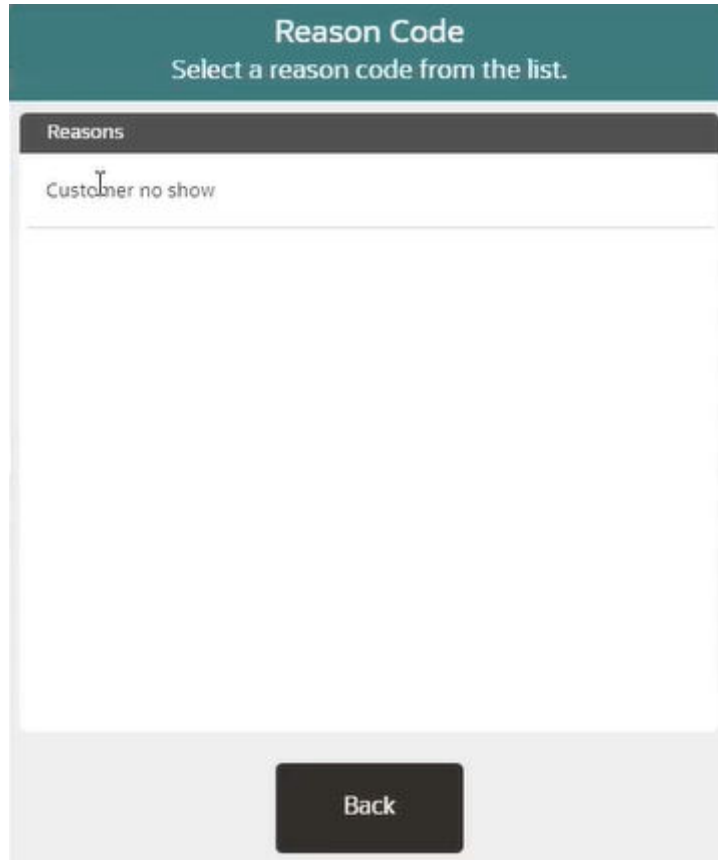 Reason Code
Select a reason code from the list.
Reasons
Customer no show
Back